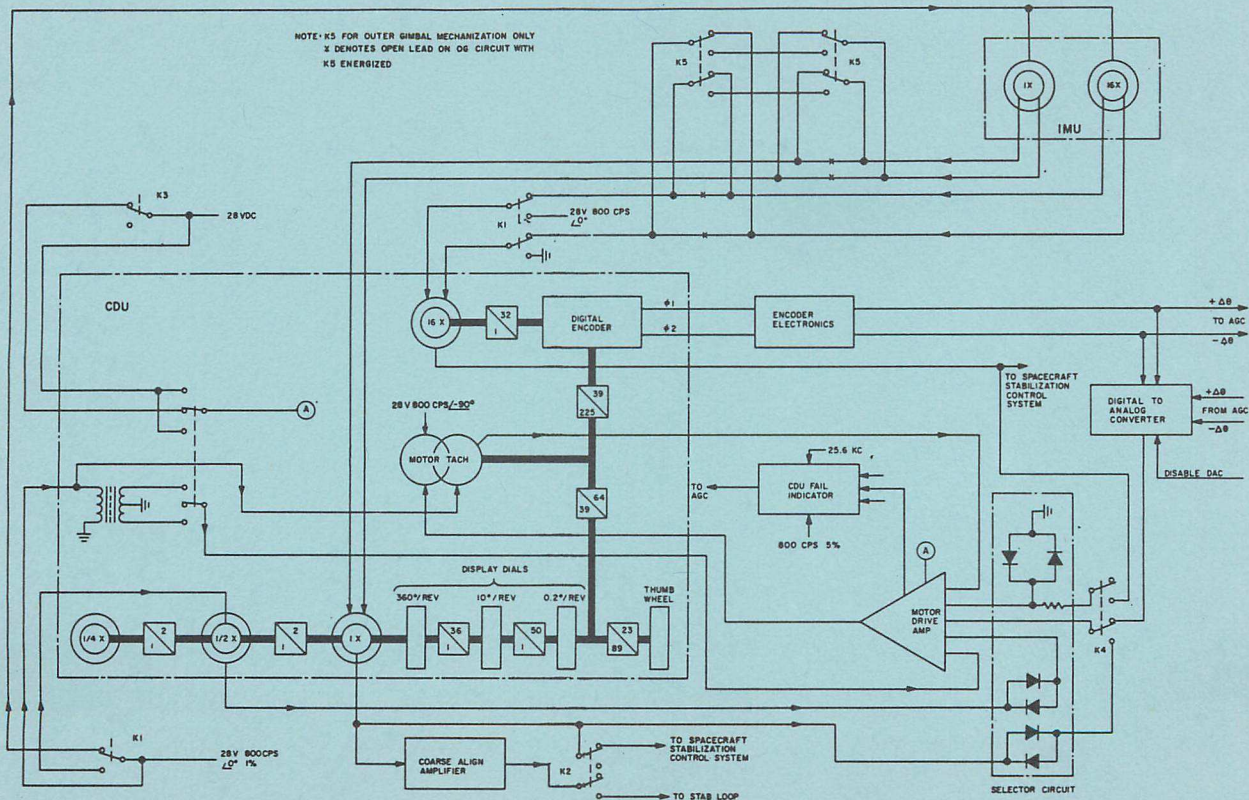 NOTE· K5 FOR OUTER GIMBAL MECHANIZATION ONLY
X DENOTES OPEN LEAD ON OG CIRCUIT WITH
K5 ENERGIZED
K5
K5
1X
16X
IMU
K3
28 VDC
K1
28V 800 CPS
∠0°
CDU
16 X
32
1
DIGITAL
ENCODER
ϕ1
ϕ2
ENCODER
ELECTRONICS
+ Δθ
TO AGC
- Δθ
TO SPACECRAFT
STABILIZATION
CONTROL
SYSTEM
DIGITAL TO
ANALOG
CONVERTER
+Δθ
FROM AGC
-Δθ
DISABLE DAC
A
28V 800 CPS/-90°
39
225
MOTOR
TACH
64
39
25.6 KC
TO
AGC
CDU FAIL
INDICATOR
800 CPS 5%
A
MOTOR
DRIVE
AMP
K4
DISPLAY DIALS
360°/REV
10°/REV
0.2°/REV
THUMB
WHEEL
1/4 X
2
1
1/2 X
2
1
1 X
36
1
50
1
23
89
K1
28V 800CPS
∠0° 1%
COARSE ALIGN
AMPLIFIER
K2
TO SPACECRAFT
STABILIZATION
CONTROL SYSTEM
TO STAB LOOP
SELECTOR CIRCUIT